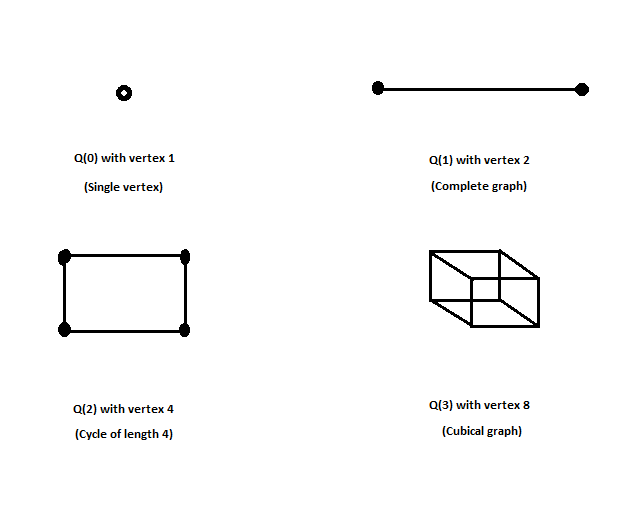 Q(0) with vertex 1
(Single vertex)
Q(1) with vertex 2
(Complete graph)
Q(2) with vertex 4
(Cycle of length 4)
Q(3) with vertex 8
(Cubical graph)